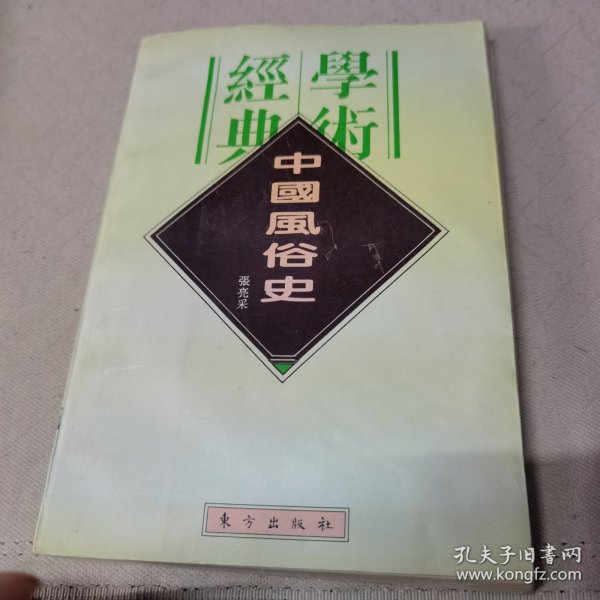 學術
經典
中國風俗史
張亮采
東方出版社
孔夫子旧书网
www.kongfz.com